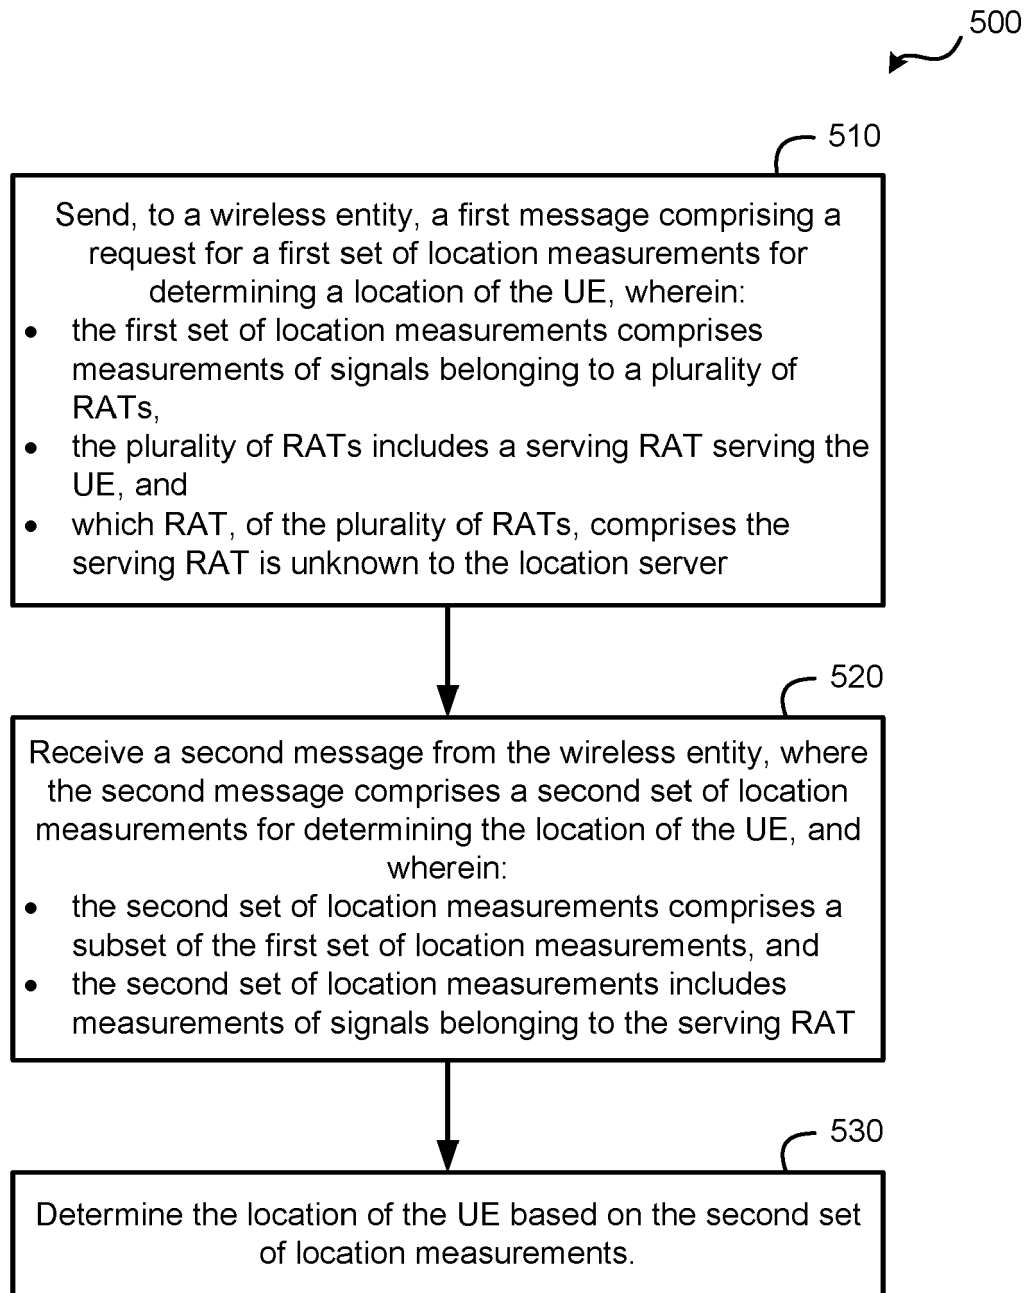 500
510
Send, to a wireless entity, a first message comprising a
request for a first set of location measurements for
determining a location of the UE, wherein:
• the first set of location measurements comprises
measurements of signals belonging to a plurality of
RATs,
• the plurality of RATs includes a serving RAT serving the
UE, and
• which RAT, of the plurality of RATs, comprises the
serving RAT is unknown to the location server
520
Receive a second message from the wireless entity, where
the second message comprises a second set of location
measurements for determining the location of the UE, and
wherein:
• the second set of location measurements comprises a
subset of the first set of location measurements, and
• the second set of location measurements includes
measurements of signals belonging to the serving RAT
530
Determine the location of the UE based on the second set
of location measurements.